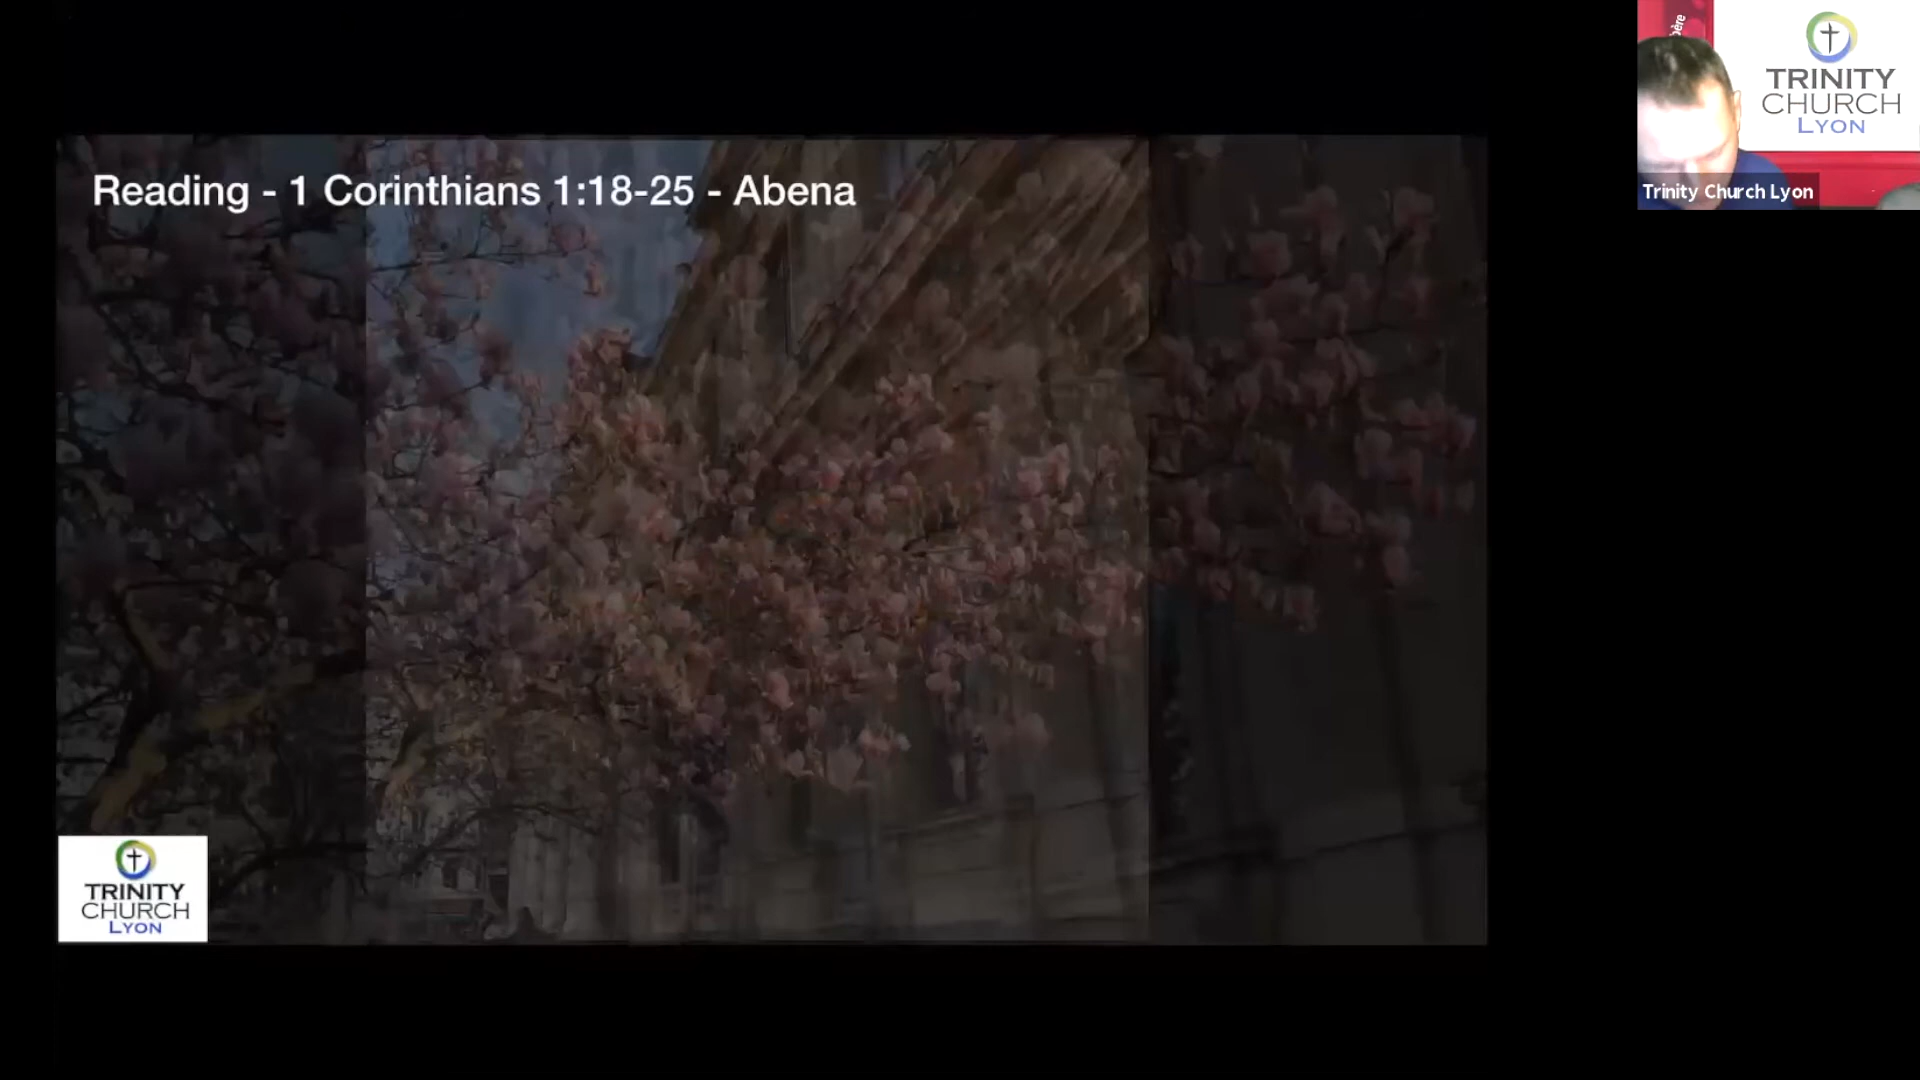 Reading - 1 Corinthians 1:18-25 - Abena
TRINITY
CHURCH
LYON
Trinity Church Lyon
TRINITY
CHURCH
LYON